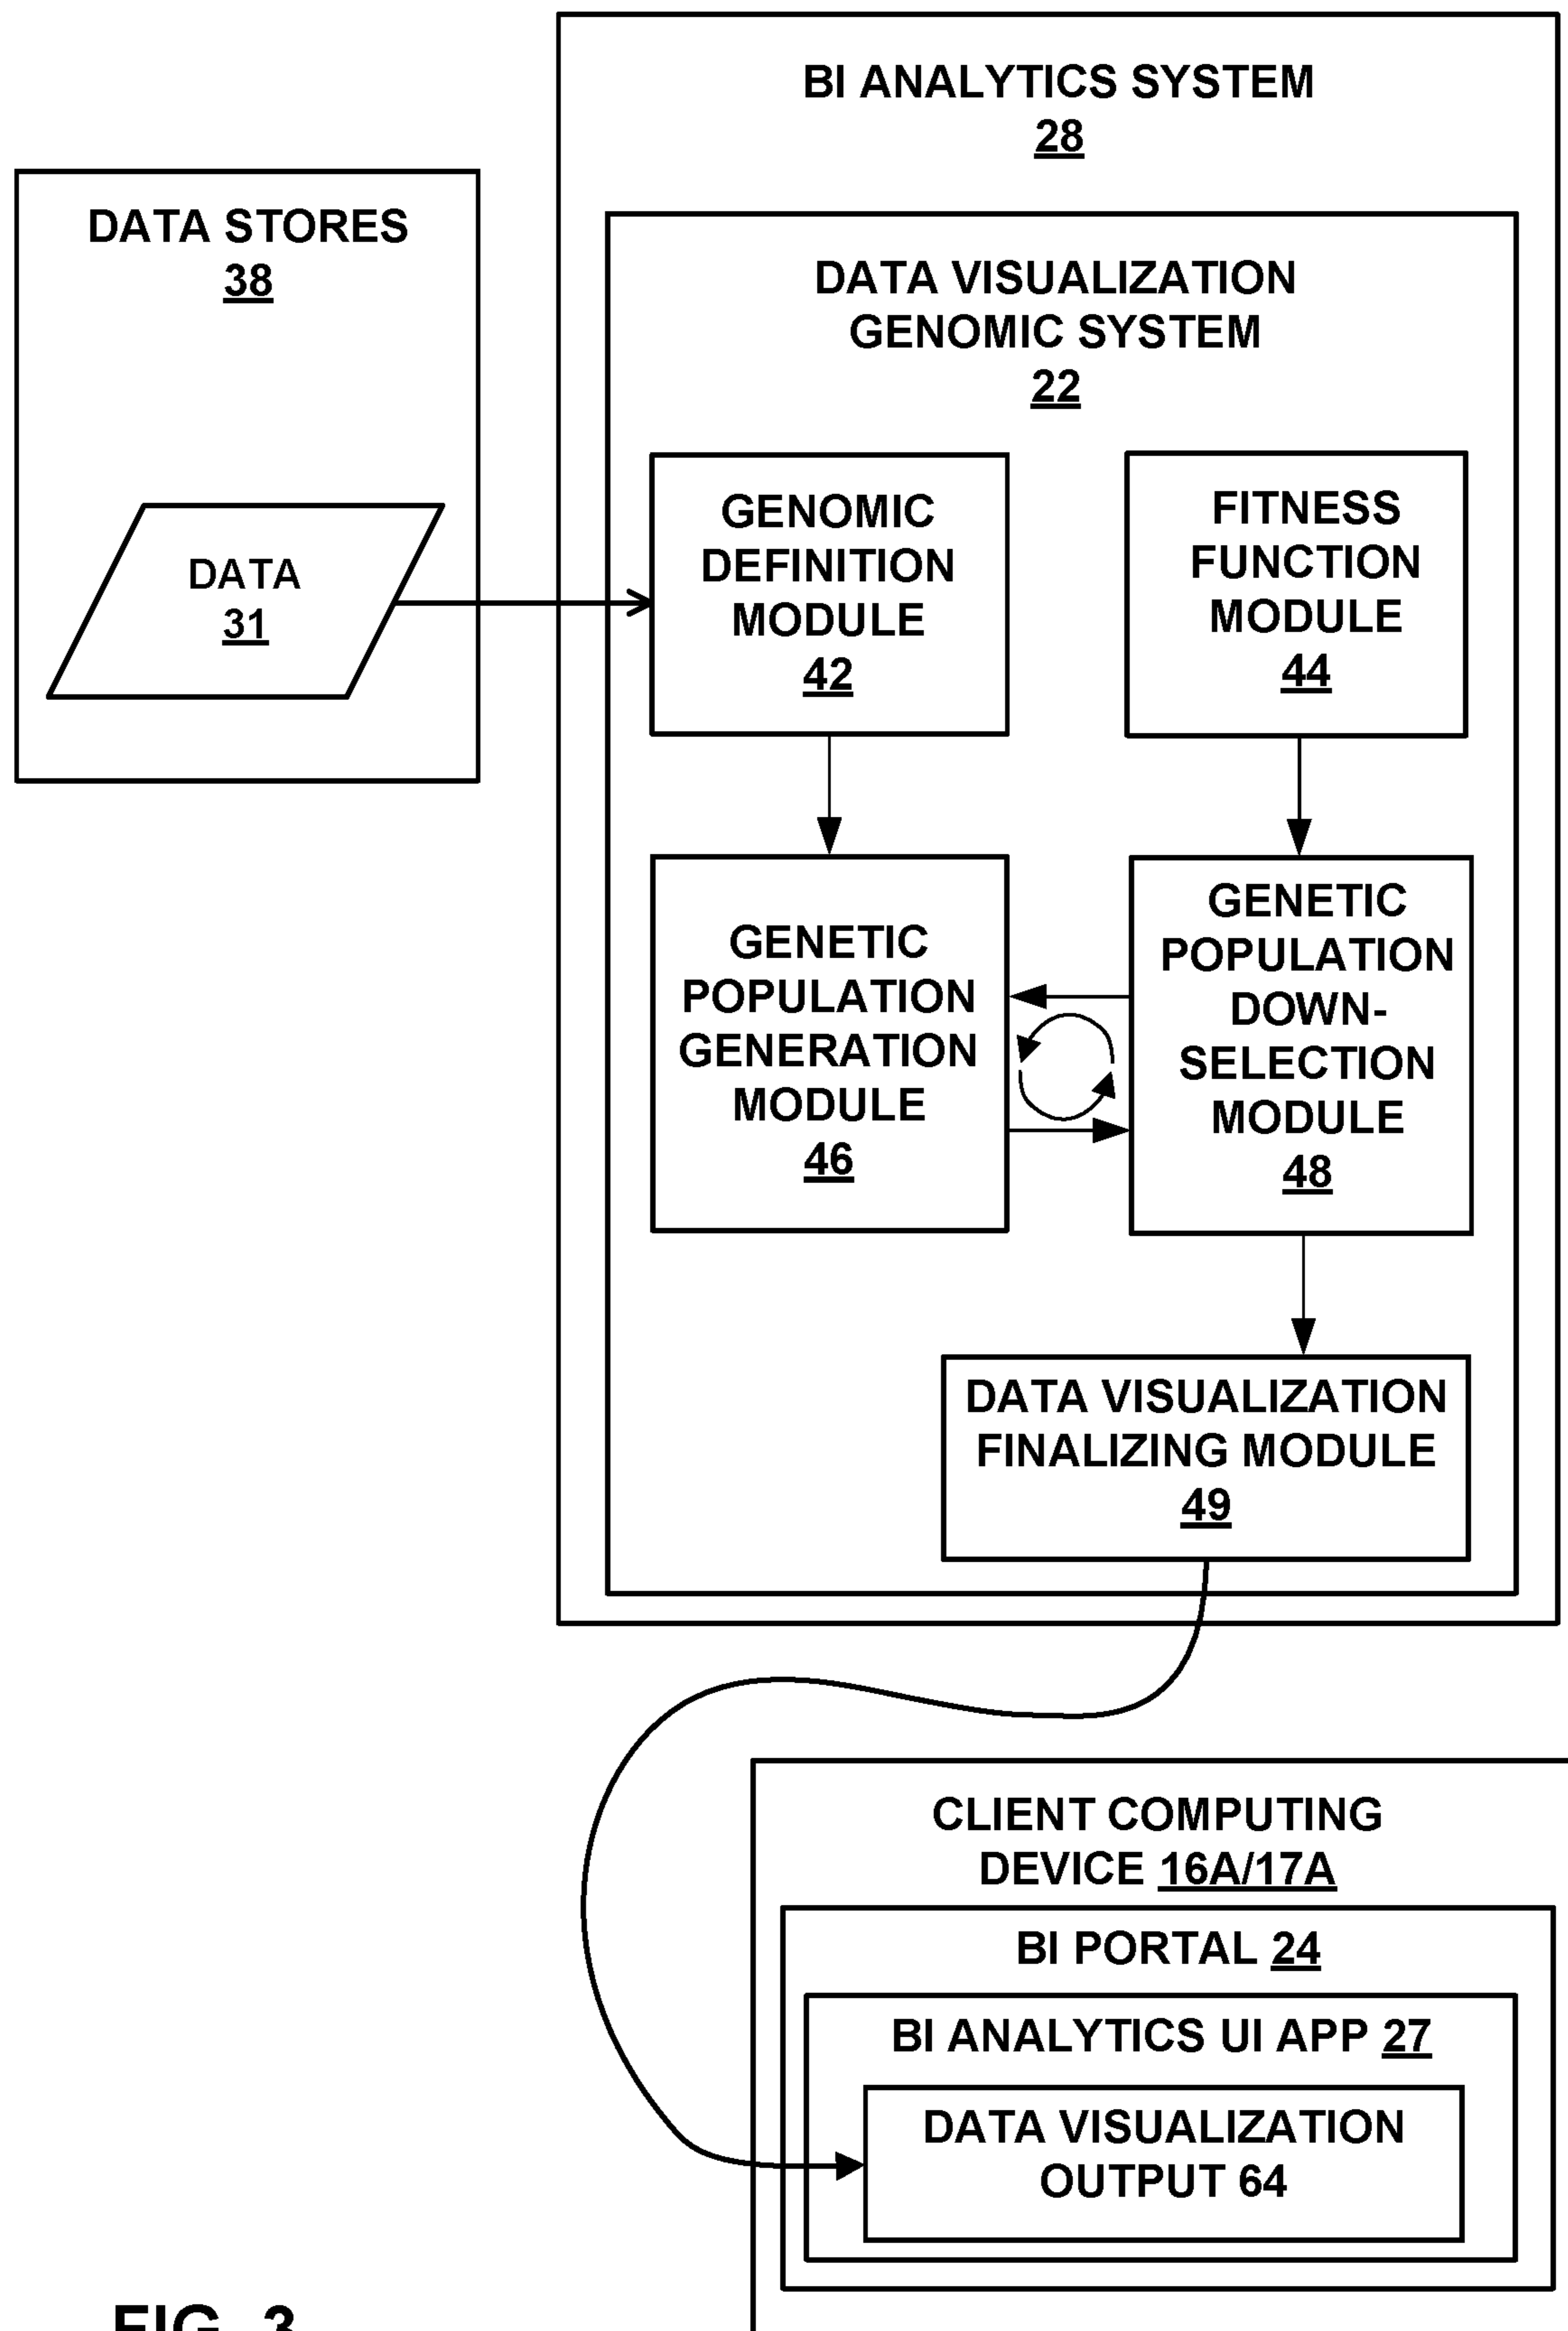 BI ANALYTICS SYSTEM
28
DATA STORES
38
DATA
31
DATA VISUALIZATION
GENOMIC SYSTEM
22
GENOMIC
DEFINITION
MODULE
42
FITNESS
FUNCTION
MODULE
44
GENETIC
POPULATION
GENERATION
MODULE
46
GENETIC
POPULATION
DOWN-
SELECTION
MODULE
48
DATA VISUALIZATION
FINALIZING MODULE
49
CLIENT COMPUTING
DEVICE 16A/17A
BI PORTAL 24
BI ANALYTICS UI APP 27
DATA VISUALIZATION
OUTPUT 64
FIG. 3